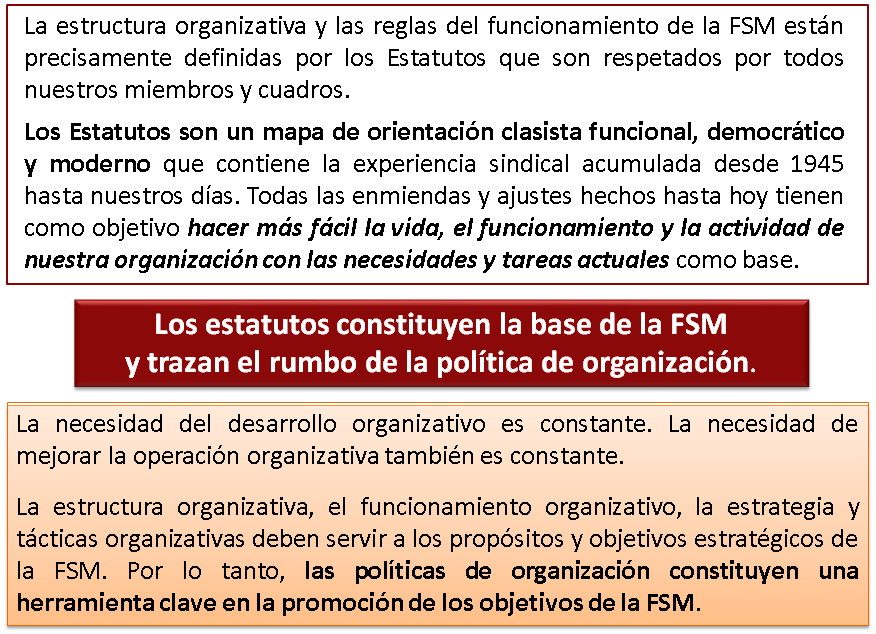 La estructura organizativa y las reglas del funcionamiento de la FSM están
precisamente definidas por los Estatutos que son respetados por todos
nuestros miembros y cuadros.
Los Estatutos son un mapa de orientación clasista funcional, democrático
y moderno que contiene la experiencia sindical acumulada desde 1945
hasta nuestros días. Todas las enmiendas y ajustes hechos hasta hoy tienen
como objetivo hacer más fácil la vida, el funcionamiento y la actividad de
nuestra organización con las necesidades y tareas actuales como base.
Los estatutos constituyen la base de la FSM
y trazan el rumbo de la política de organización.
La necesidad del desarrollo organizativo es constante. La necesidad de
mejorar la operación organizativa también es constante.
La estructura organizativa, el funcionamiento organizativo, la estrategia y
tácticas organizativas deben servir a los propósitos y objetivos estratégicos de
la FSM. Por lo tanto, las políticas de organización constituyen una
herramienta clave en la promoción de los objetivos de la FSM.